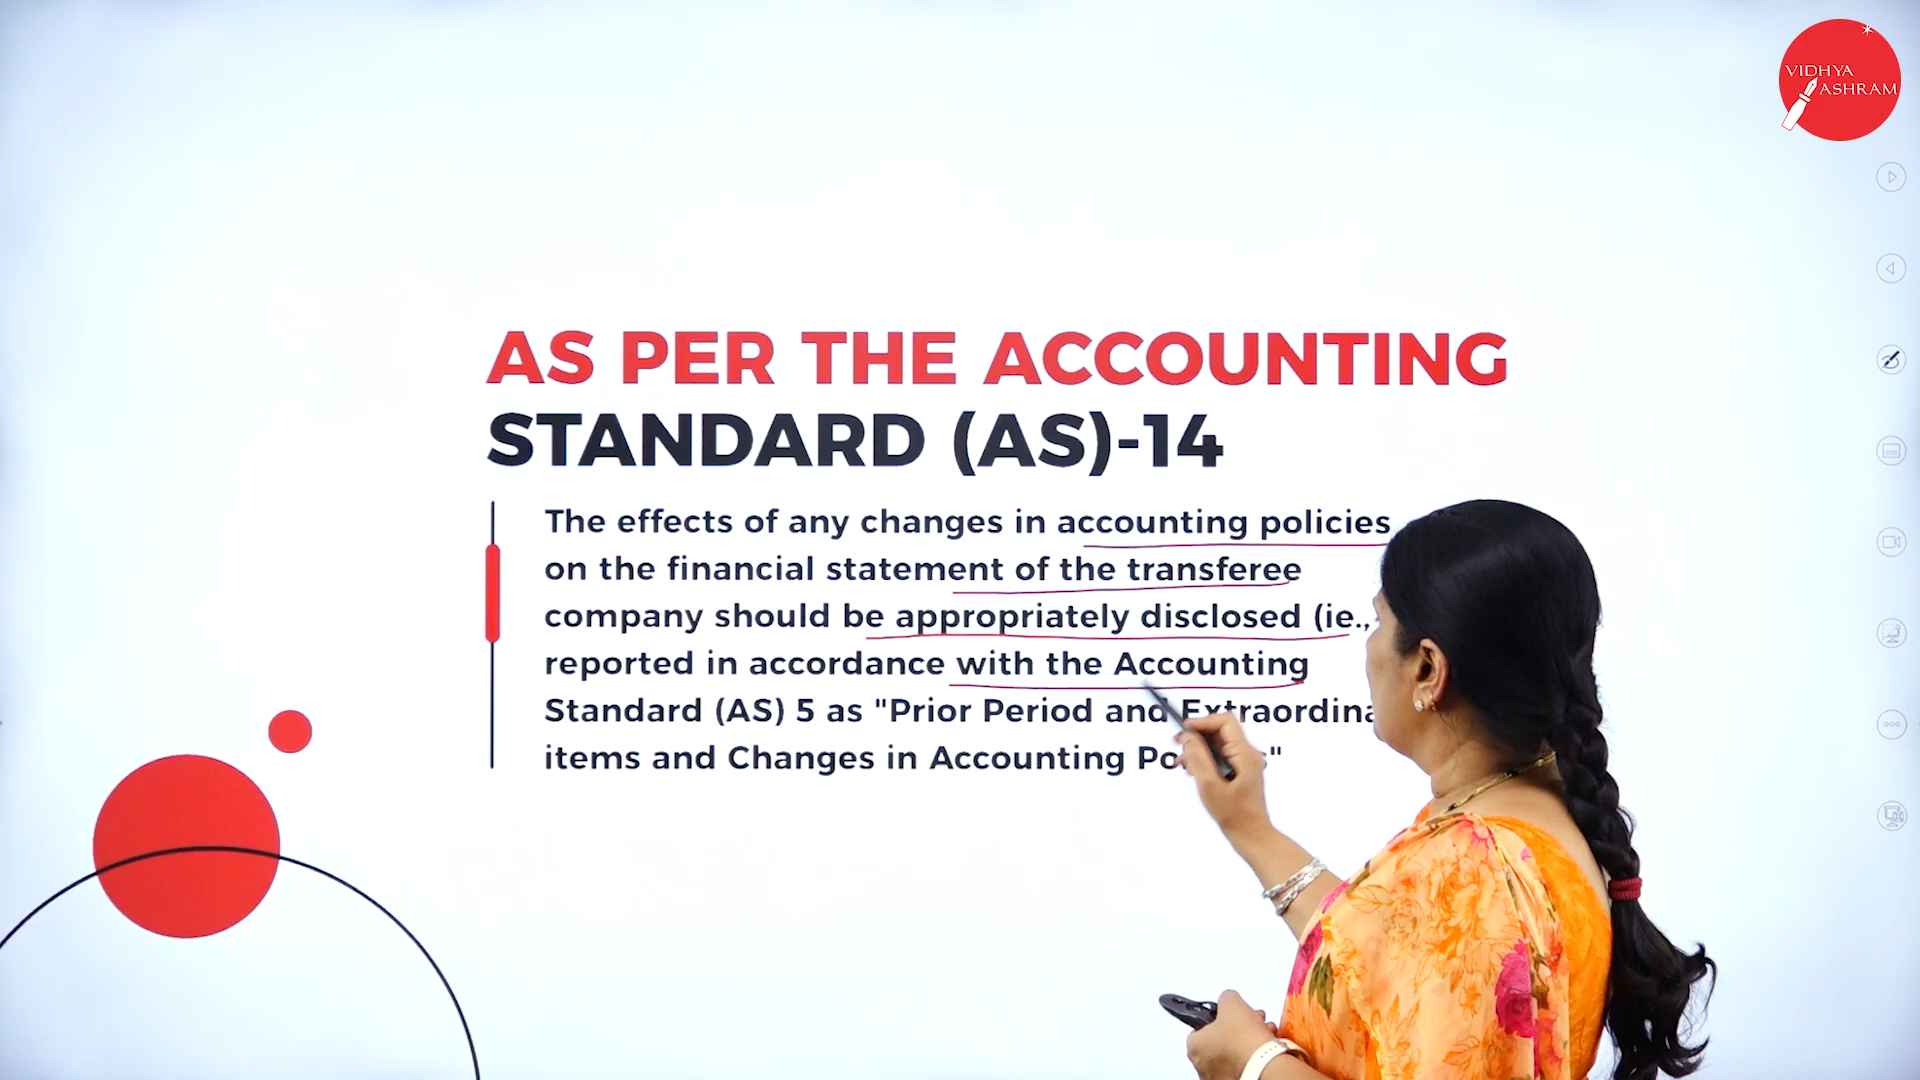 VIDHYA
ASHRAM
AS PER THE ACCOUNTING
STANDARD (AS)-14
The effects of any changes in accounting policies
on the financial statement of the transferee
company should be appropriately disclosed (ie.,
reported in accordance with the Accounting
Standard (AS) 5 as "Prior Period and
items and Changes in Accounting